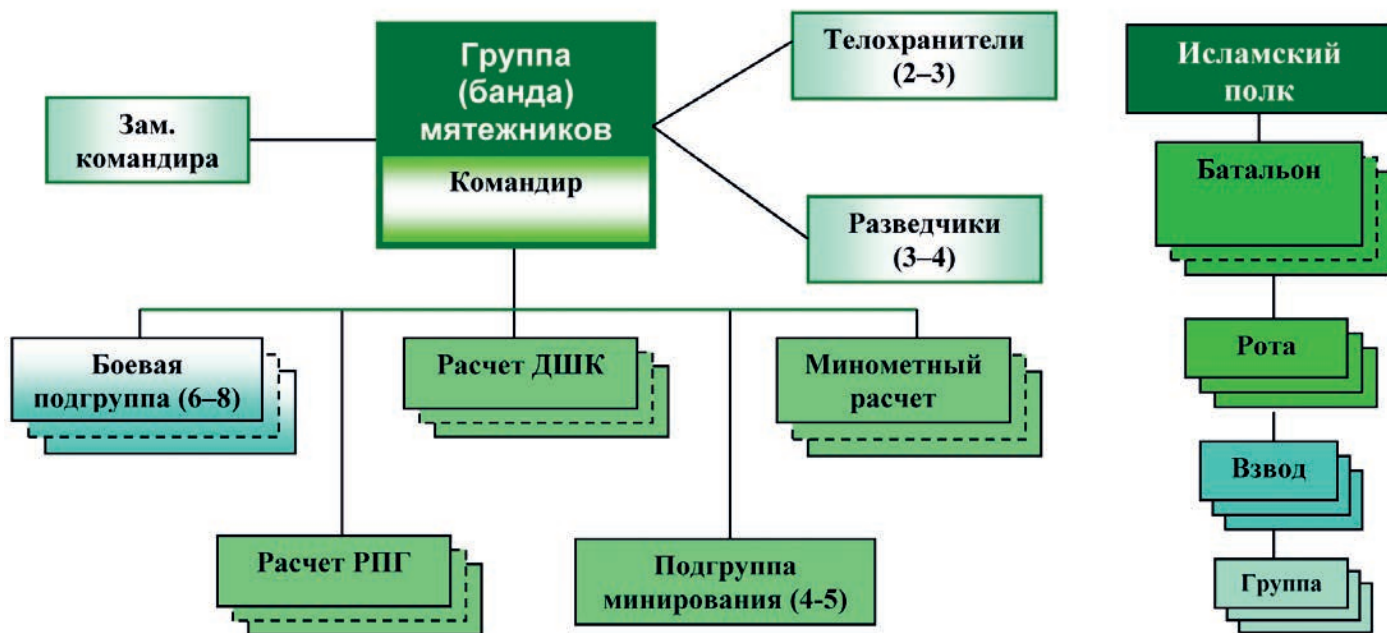 Группа
(банда)
мятежников
Командир
Зам.
командира
Телохранители
(2–3)
Разведчики
(3–4)
Боевая
подгруппа (6–8)
Расчет ДШК
Минометный
расчет
Расчет РПГ
Подгруппа
минирования (4-5)
Исламский
полк
Батальон
Рота
Взвод
Группа